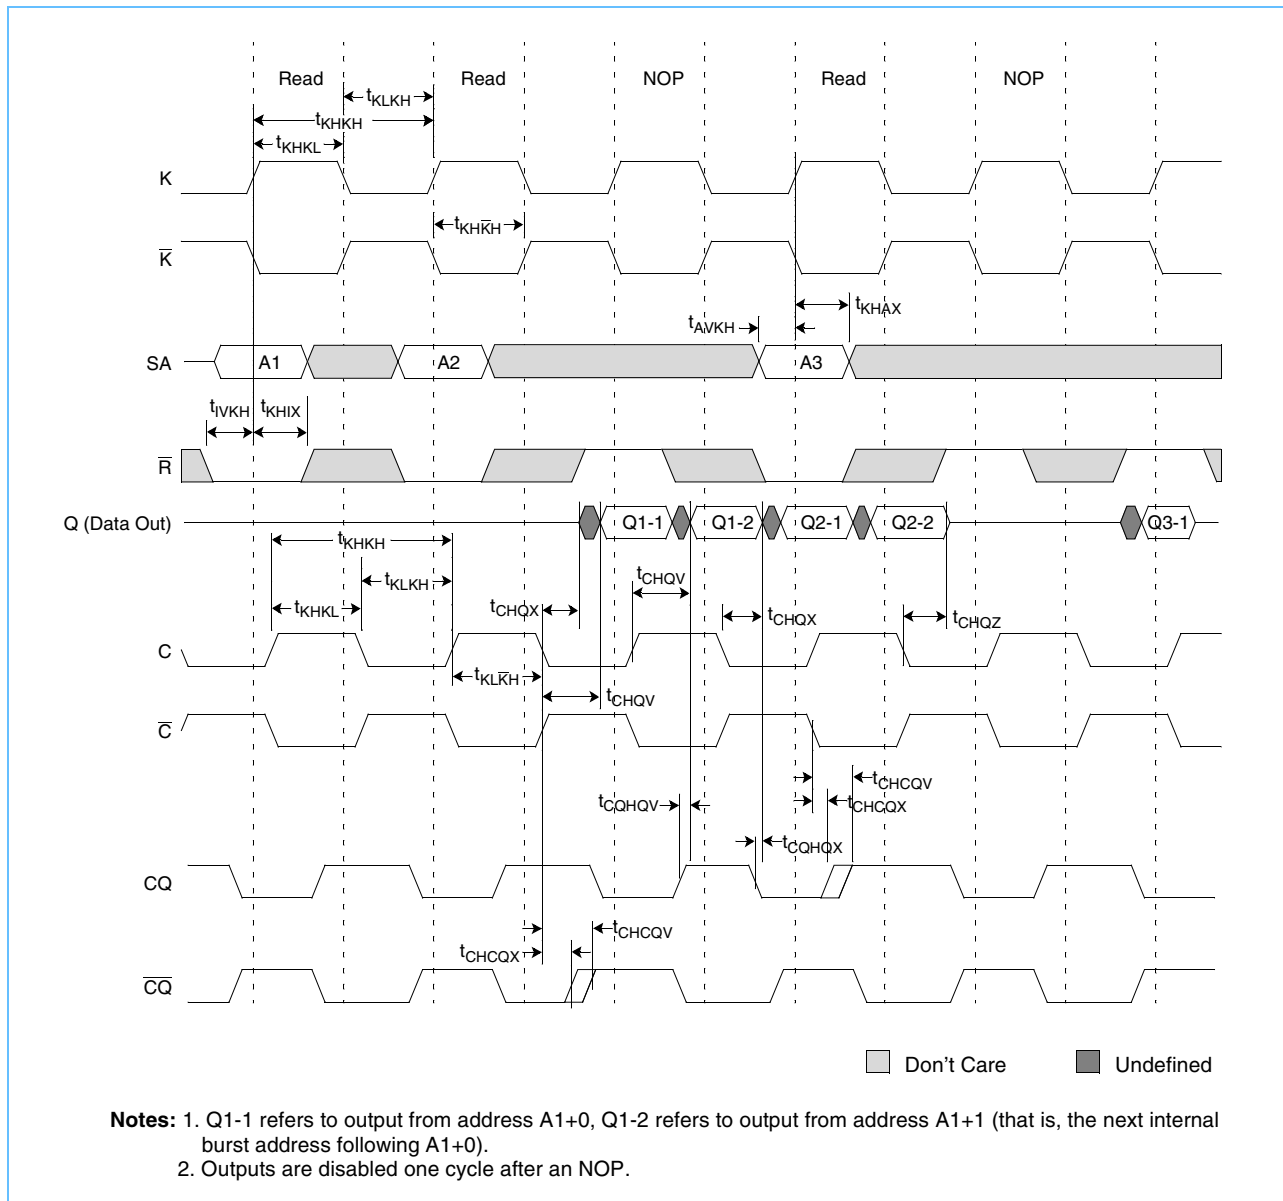 Read Read NOP Read NOP
tKLKH
tKHKH
tKHKL
K
tKHK̅H
K̅
tKHAX
tAVKH
SA A1 A2 A3
tIVKH tKHIX
R̅
Q (Data Out) Q1-1 Q1-2 Q2-1 Q2-2 Q3-1
tKHKH
tKLKH tCHQV
tKHKL tCHQX tCHQX tCHQZ
C
tKLK̅H
tCHQV
C̅
tCHCQV
tCQHQV tCHCQX
tCQHQX
CQ
tCHCQV
tCHCQX
C̅Q̅
Don't Care Undefined
Notes: 1. Q1-1 refers to output from address A1+0, Q1-2 refers to output from address A1+1 (that is, the next internal
burst address following A1+0).
2. Outputs are disabled one cycle after an NOP.